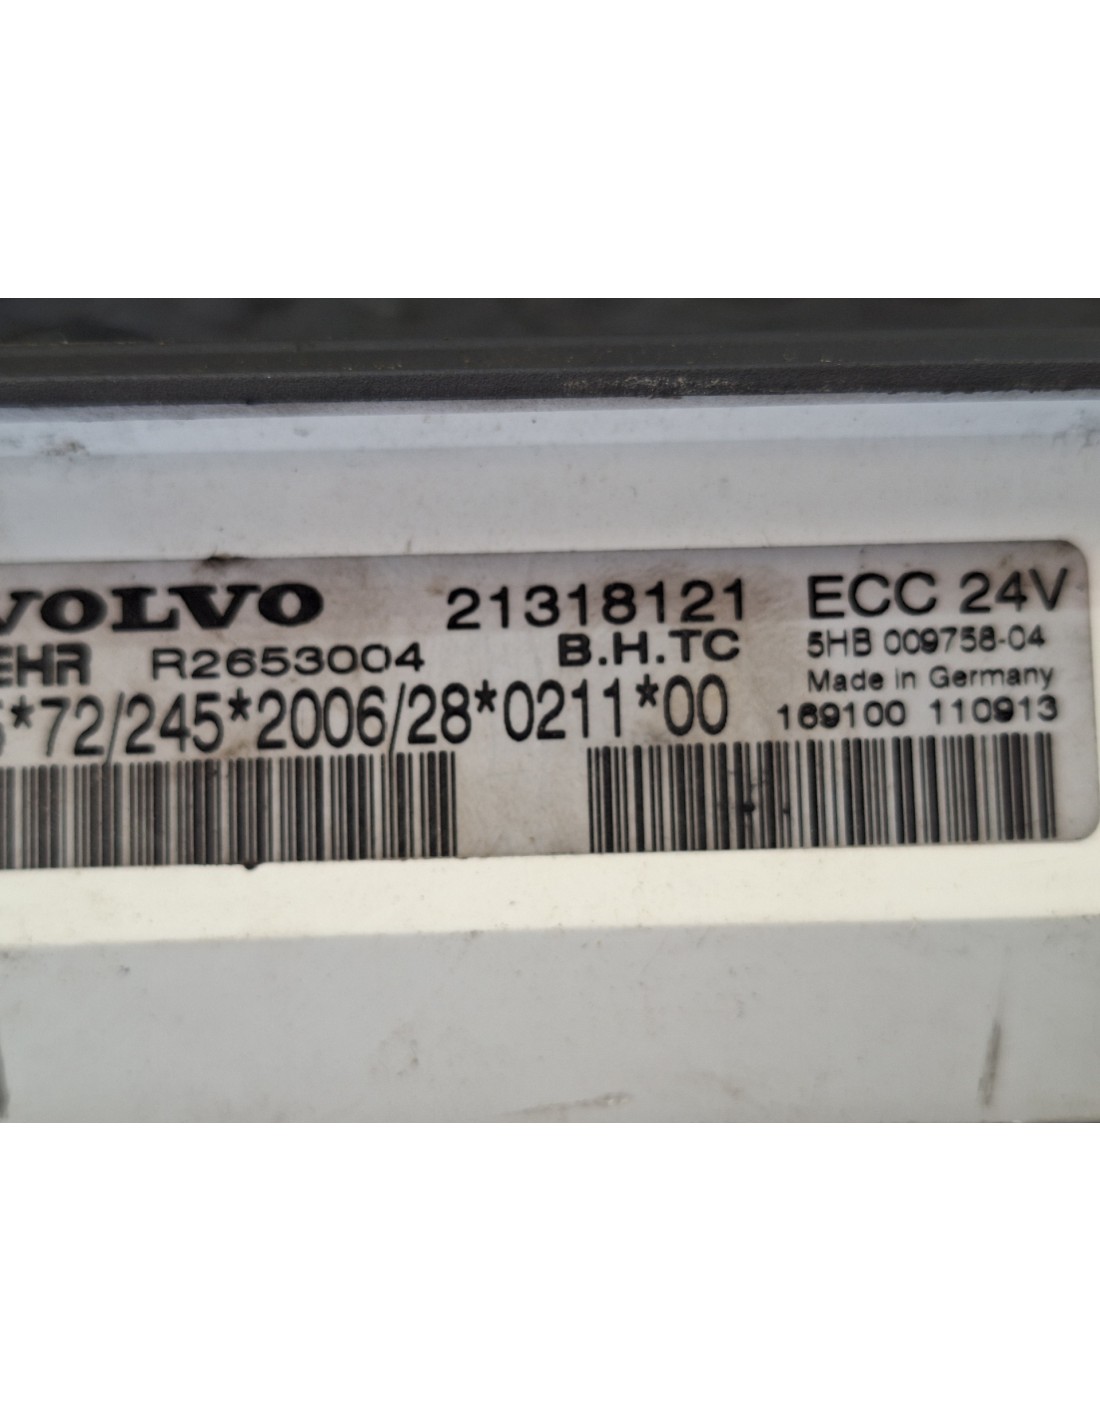 VOLVO 21318121 ECC 24V
EHR R2653004 B.H.TC 5HB 009758-04
Made in Germany
*72/245*2006/28*0211*00 169100 110913